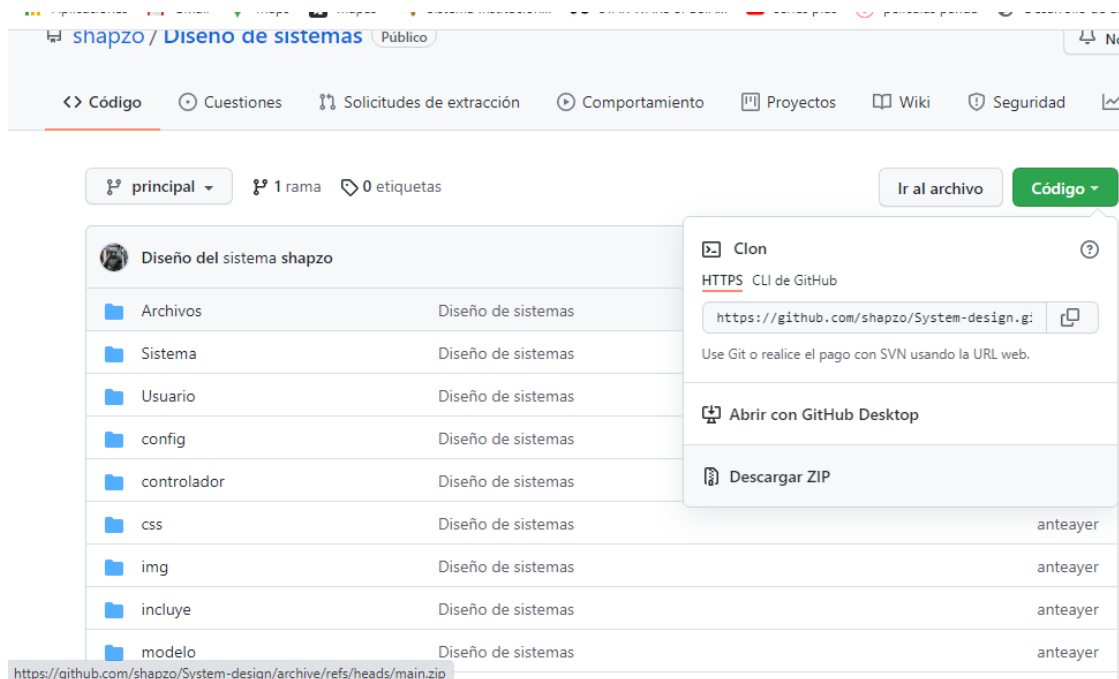 shapzo / Diseño de sistemas Público
Código Cuestiones Solicitudes de extracción Comportamiento Proyectos Wiki Seguridad
principal 1 rama 0 etiquetas Ir al archivo Código
Diseño del sistema shapzo
Clon
HTTPS CLI de GitHub
https://github.com/shapzo/System-design.gi
Use Git o realice el pago con SVN usando la URL web.
Abrir con GitHub Desktop
Descargar ZIP
Archivos Diseño de sistemas
Sistema Diseño de sistemas
Usuario Diseño de sistemas
config Diseño de sistemas
controlador Diseño de sistemas
css Diseño de sistemas anteayer
img Diseño de sistemas anteayer
incluye Diseño de sistemas anteayer
modelo Diseño de sistemas anteayer
https://github.com/shapzo/System-design/archive/refs/heads/main.zip